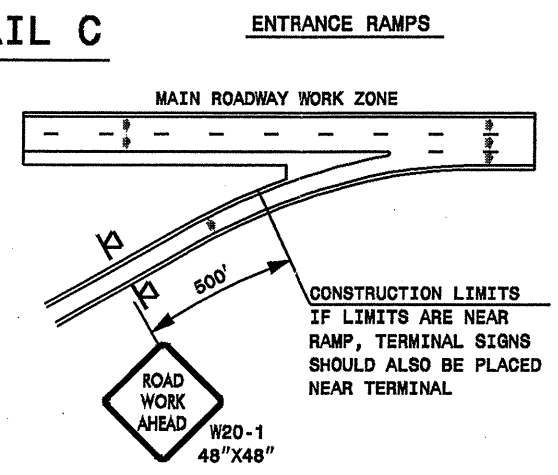 AIL C
ENTRANCE RAMPS
MAIN ROADWAY WORK ZONE
500'
CONSTRUCTION LIMITS
IF LIMITS ARE NEAR
RAMP, TERMINAL SIGNS
SHOULD ALSO BE PLACED
NEAR TERMINAL
ROAD
WORK
AHEAD
W20-1
48"X48"